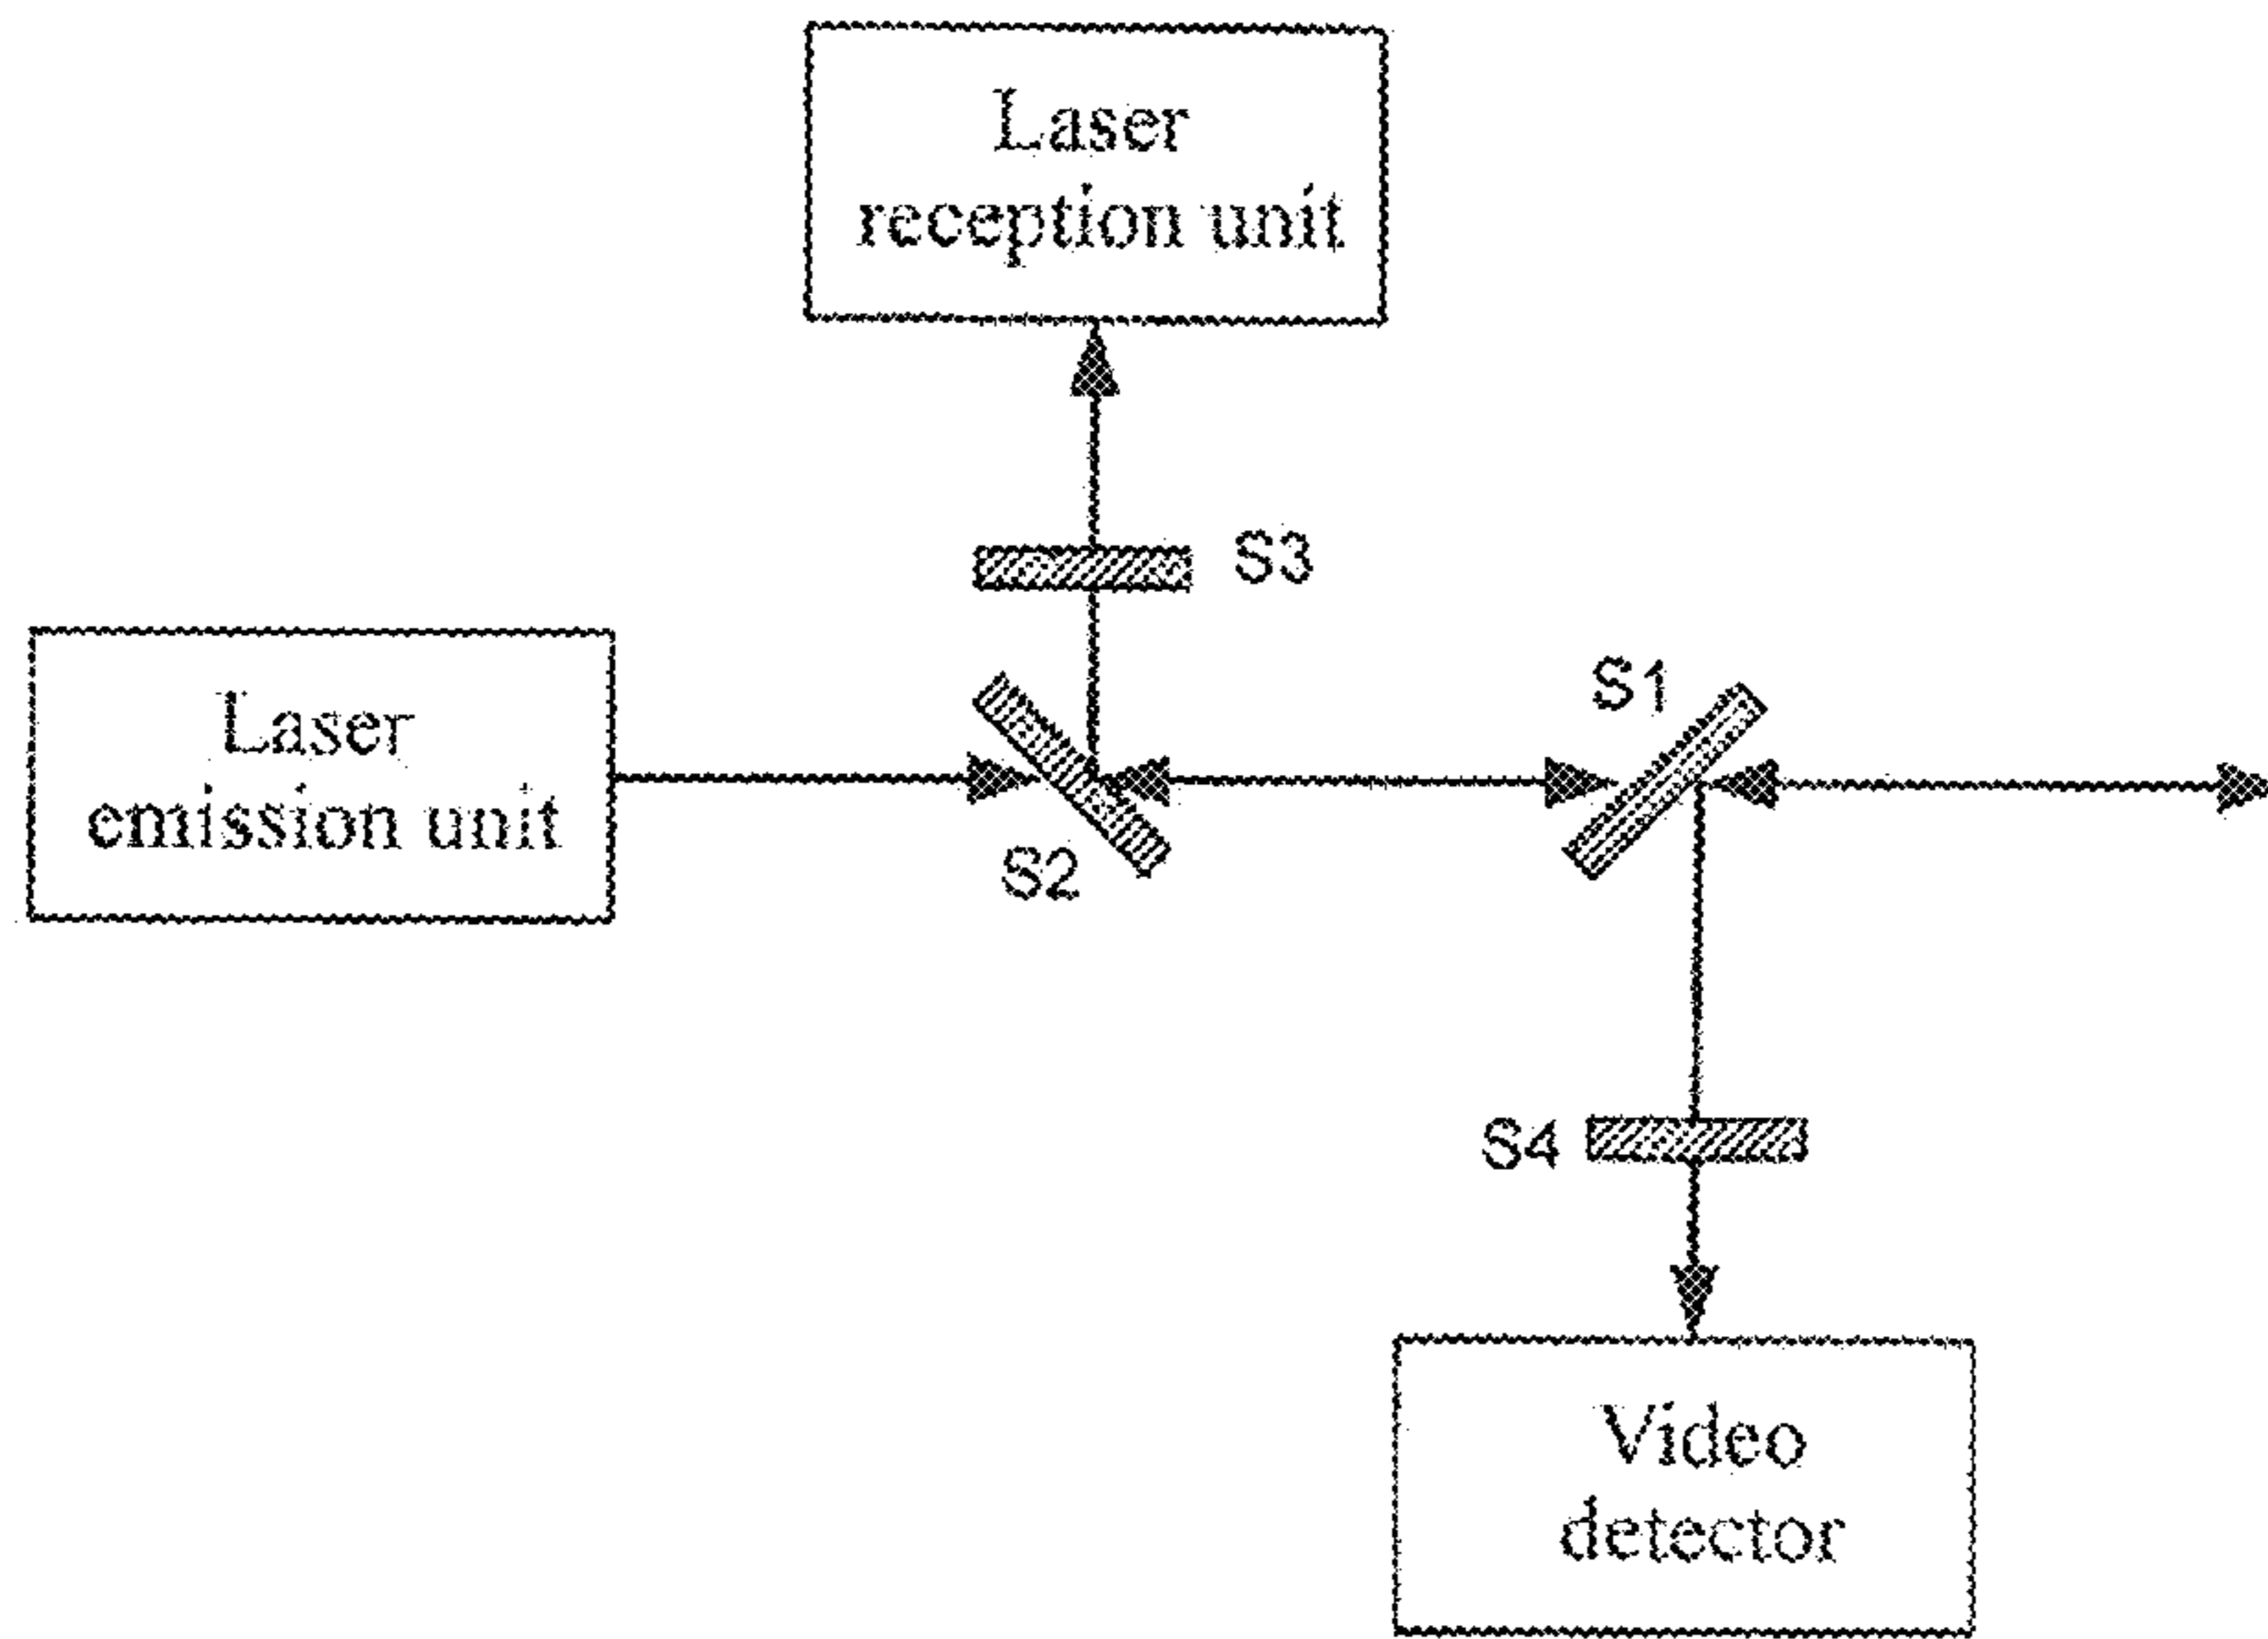 Laser
reception unit
S3
Laser
emission unit
S2
S1
S4
Video
detector